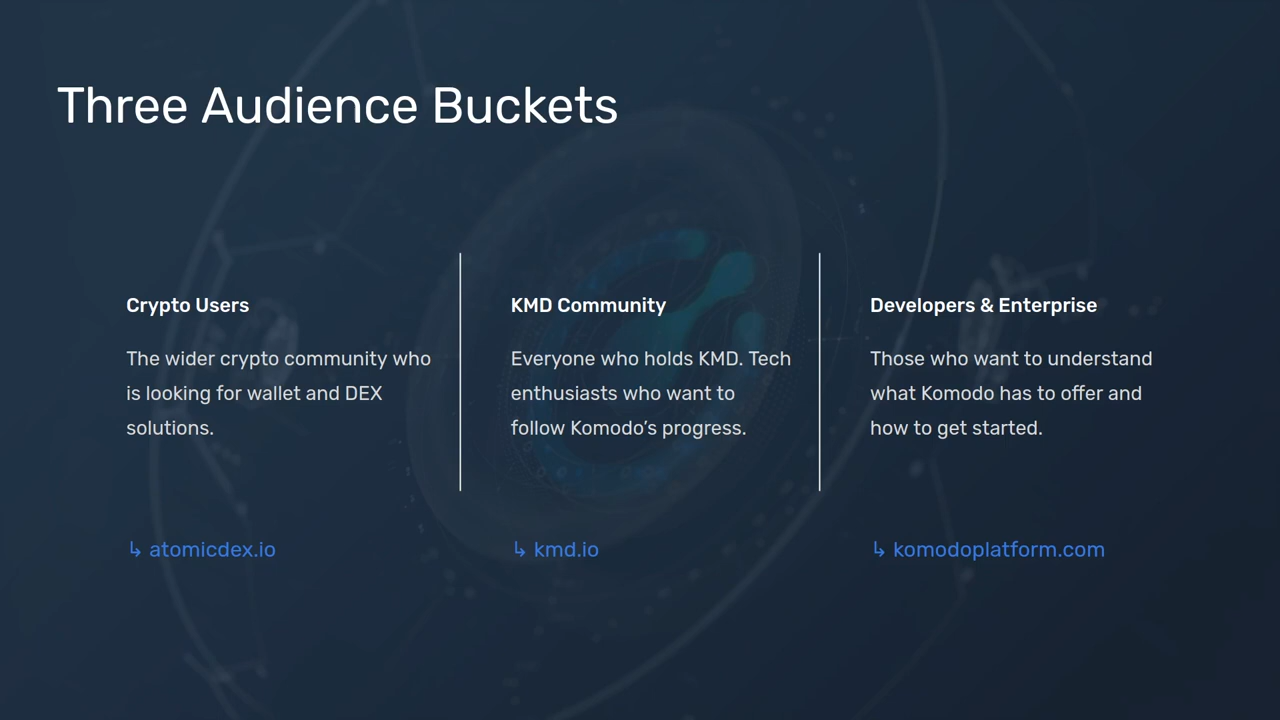 Three Audience Buckets
Crypto Users
The wider crypto community who
is looking for wallet and DEX
solutions.
↳ atomicdex.io
KMD Community
Everyone who holds KMD. Tech
enthusiasts who want to
follow Komodo’s progress.
↳ kmd.io
Developers & Enterprise
Those who want to understand
what Komodo has to offer and
how to get started.
↳ komodoplatform.com